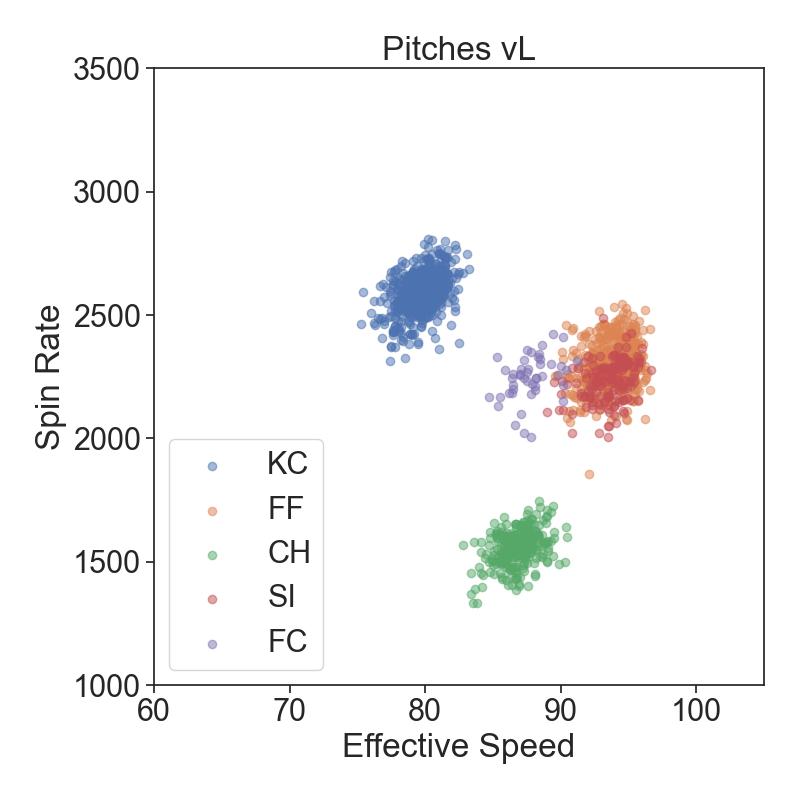 Pitches vL
3500
3000
2500
2000
1500
1000
Spin Rate
KC
FF
CH
SI
FC
60 70 80 90 100
Effective Speed